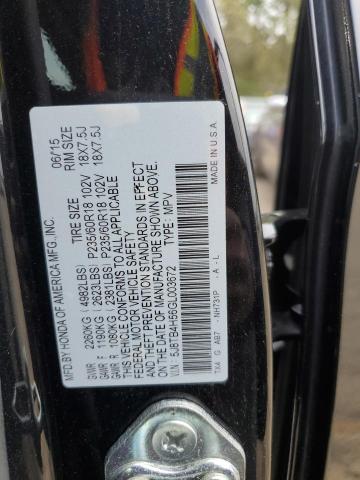 MFD.BY HONDA OF AMERICA MFG.,INC. 06/15
TIRE SIZE RIM SIZE
GVWR 2260KG (4982LBS)
GAWR F 1190KG (2623LBS) P235/60R18 102V 18X7.5J
GAWR R 1080KG (2381LBS) P235/60R18 102V 18X7.5J
THIS VEHICLE CONFORMS TO ALL APPLICABLE
FEDERAL MOTOR VEHICLE SAFETY
AND THEFT PREVENTION STANDARDS IN EFFECT
ON THE DATE OF MANUFACTURE SHOWN ABOVE.
V.I.N. 5J8TB4H56GL003672 TYPE: MPV
TX4 G AB7 NH731P - A - L MADE IN U.S.A.